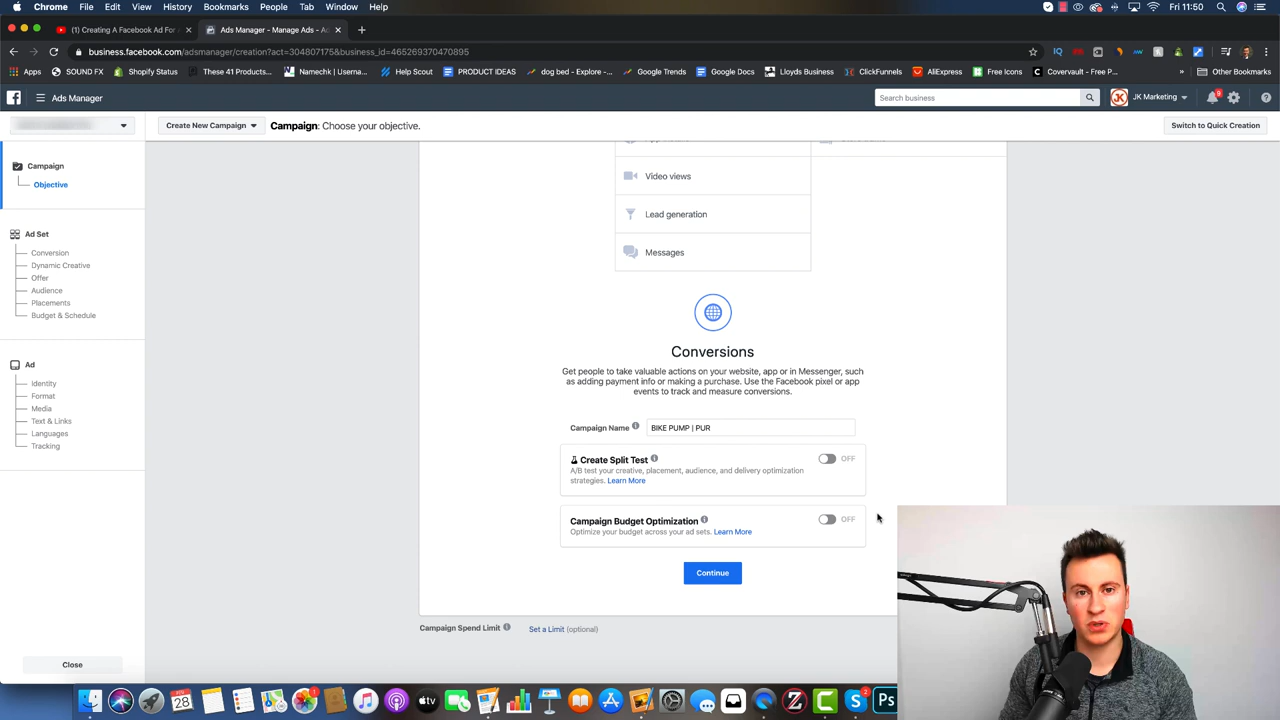 Chrome File Edit View History Bookmarks People Tab Window Help
Fri 11:50
(1) Creating A Facebook Ad For
Ads Manager - Manage Ads - Ad
business.facebook.com/adsmanager/creation?act=304807175&business_id=465269370470895
Apps SOUND FX Shopify Status These 41 Product... Namechk | Userna... Help Scout PRODUCT IDEAS dog bed - Explore -... Google Trends Google Docs Lloyds Business ClickFunnels AliExpress Free Icons Covervault - Free P... » Other Bookmarks
Ads Manager
Search business
JK Marketing
9
Create New Campaign
Campaign: Choose your objective.
Switch to Quick Creation
Campaign
Objective
Ad Set
Conversion
Dynamic Creative
Offer
Audience
Placements
Budget & Schedule
Ad
Identity
Format
Media
Text & Links
Languages
Tracking
Close
Video views
Lead generation
Messages
Conversions
Get people to take valuable actions on your website, app or in Messenger, such
as adding payment info or making a purchase. Use the Facebook pixel or app
events to track and measure conversions.
Campaign Name
BIKE PUMP | PUR
Create Split Test
OFF
A/B test your creative, placement, audience, and delivery optimization
strategies. Learn More
Campaign Budget Optimization
OFF
Optimize your budget across your ad sets. Learn More
Continue
Campaign Spend Limit
Set a Limit (optional)
Ps